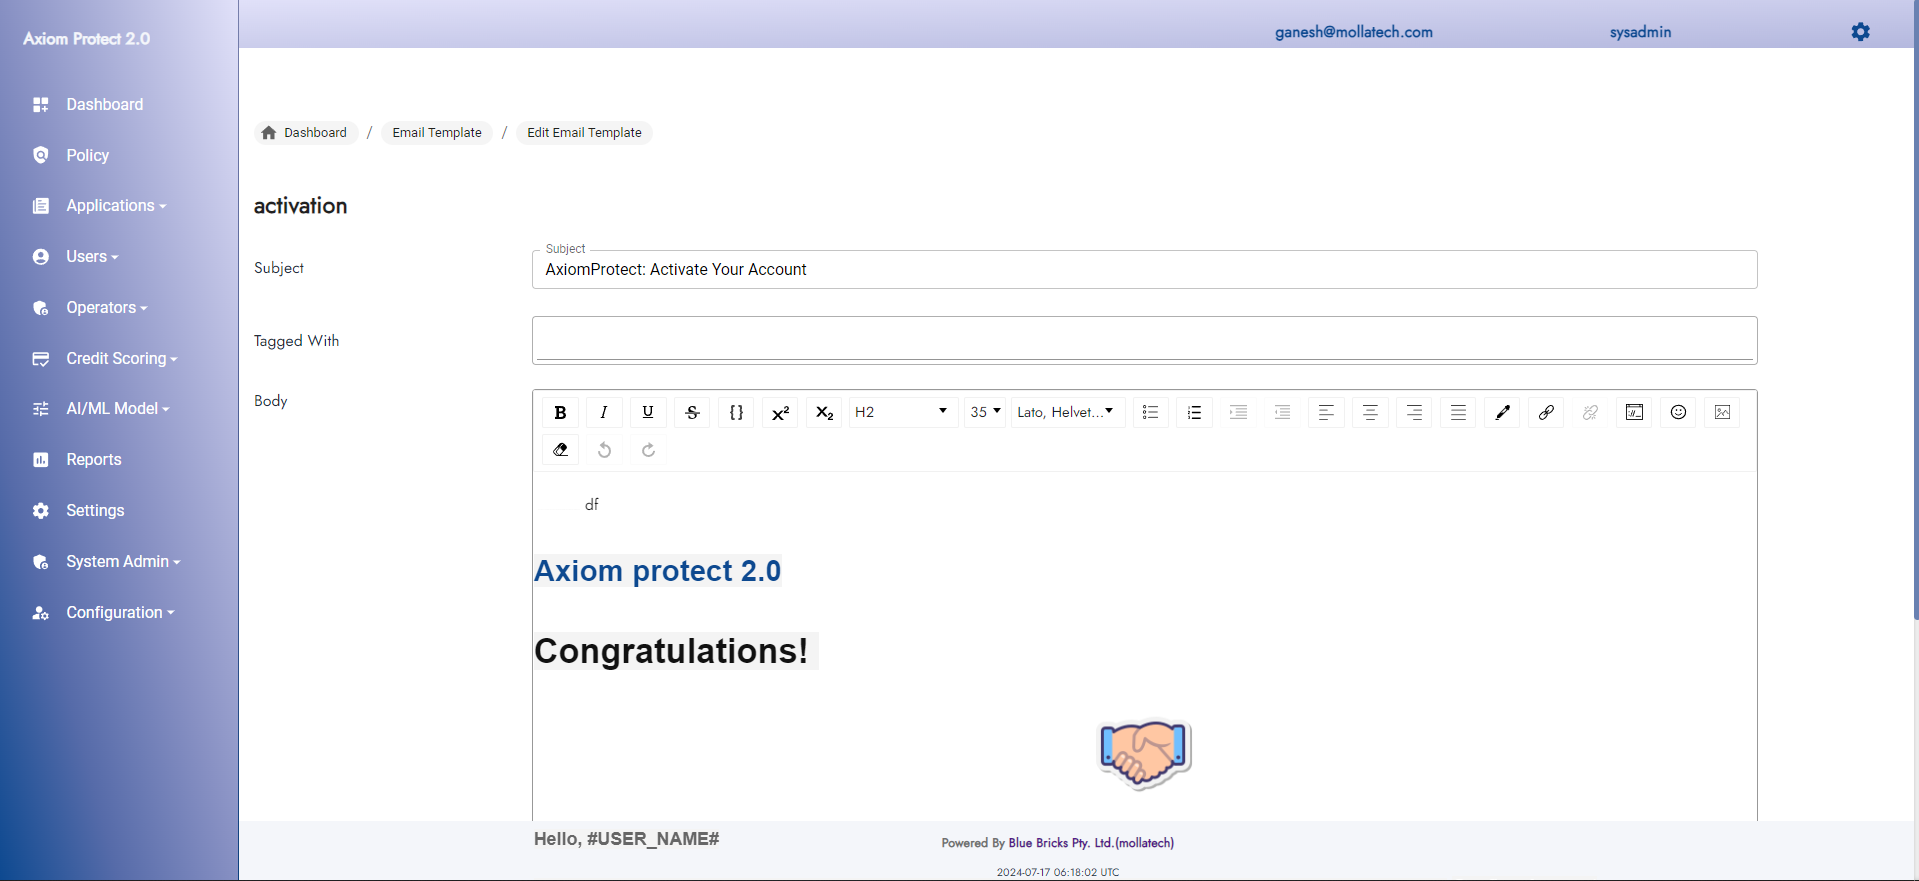 Axiom Protect 2.0
ganesh@mollatech.com
sysadmin
Dashboard
Policy
Applications
Users
Operators
Credit Scoring
AI/ML Model
Reports
Settings
System Admin
Configuration
Dashboard / Email Template / Edit Email Template
activation
Subject
Subject
AxiomProtect: Activate Your Account
Tagged With
Body
B I U S {} x² x₂ H2 35 Lato, Helvet...
df
Axiom protect 2.0
Congratulations!
Hello, #USER_NAME#
Powered By Blue Bricks Pty. Ltd.(mollatech)
2024-07-17 06:18:02 UTC